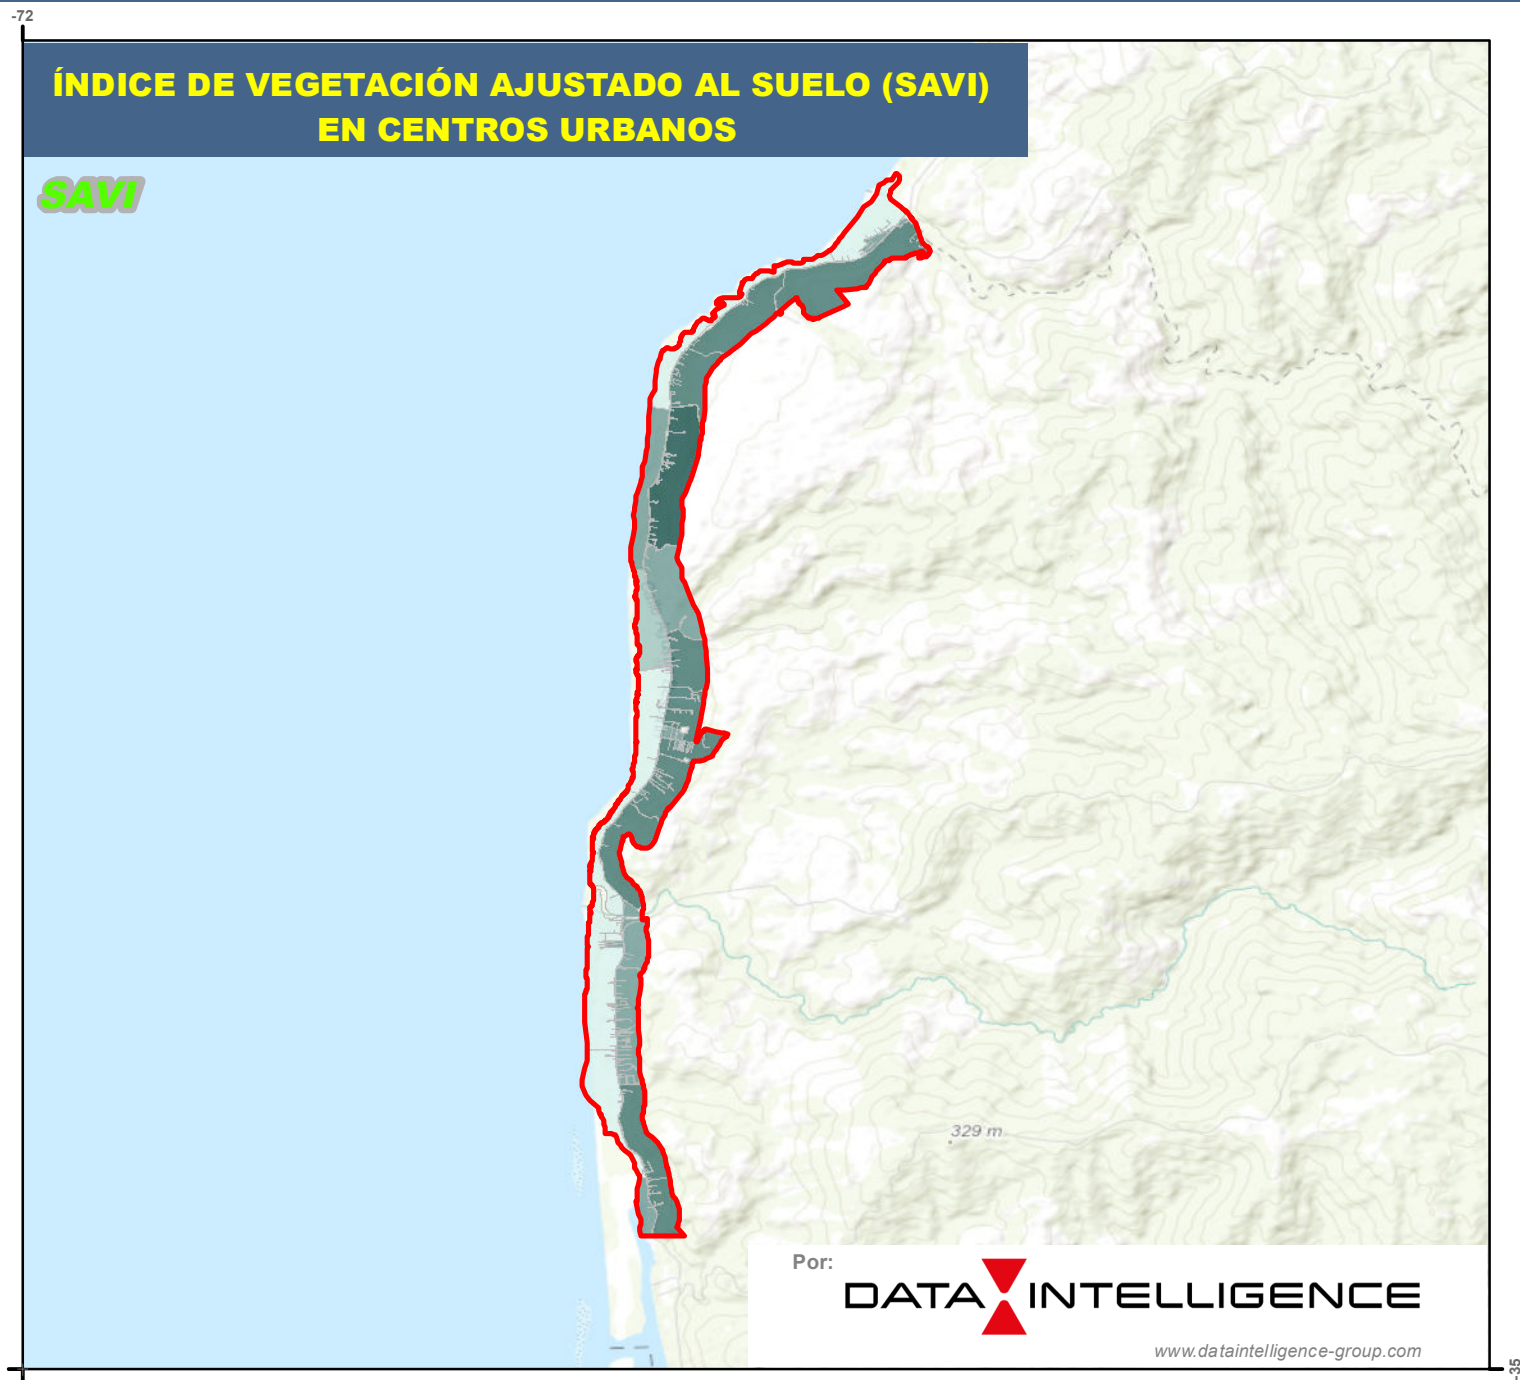 -72
ÍNDICE DE VEGETACIÓN AJUSTADO AL SUELO (SAVI)
EN CENTROS URBANOS
SAVI
329 m
Por:
DATA INTELLIGENCE
www.dataintelligence-group.com
-35